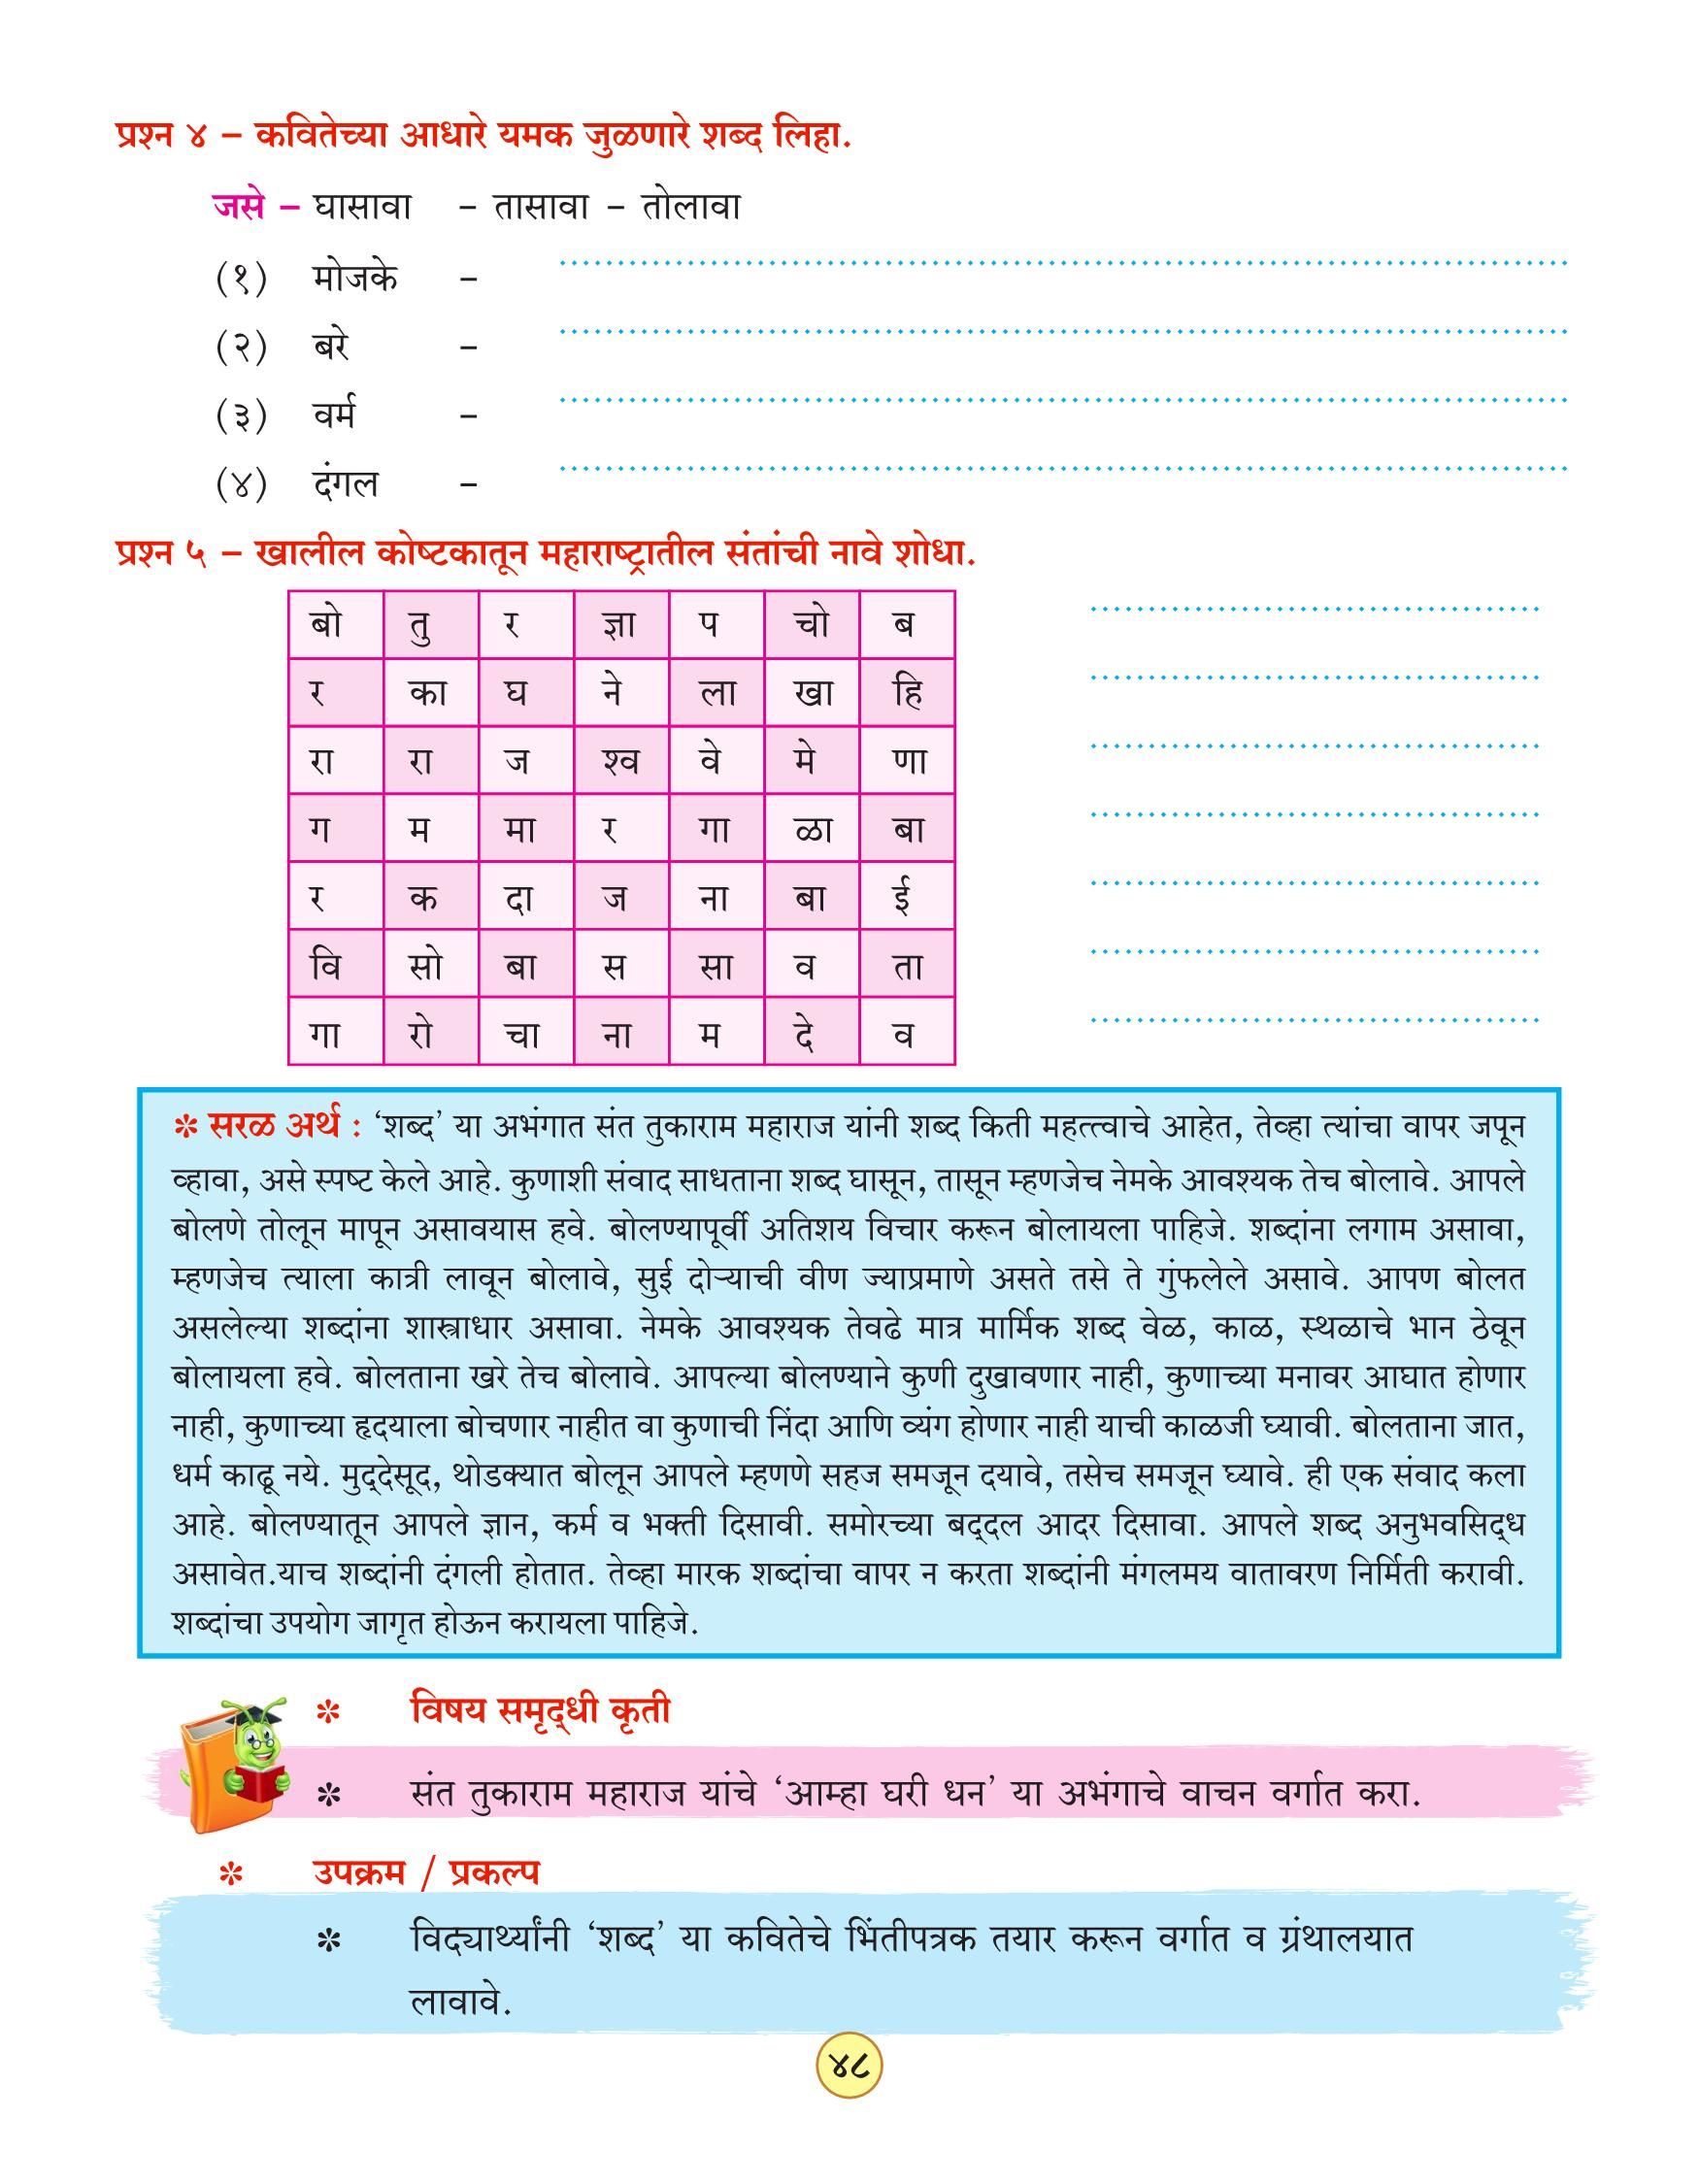 प्रश्न ४ – कवितेच्या आधारे यमक जुळणारे शब्द लिहा.
जसे – घासावा – तासावा – तोलावा
(१) मोजके –
(२) बरे –
(३) वर्म –
(४) दंगल –
प्रश्न ५ – खालील कोष्टकातून महाराष्ट्रातील संतांची नावे शोधा.
बो तु र ज्ञा प चो ब
र का घ ने ला खा हि
रा रा ज श्व वे मे णा
ग म मा र गा ळा बा
र क दा ज ना बा ई
वि सो बा स सा व ता
गा रो चा ना म दे व
✽ सरळ अर्थ : ‘शब्द’ या अभंगात संत तुकाराम महाराज यांनी शब्द किती महत्त्वाचे आहेत, तेव्हा त्यांचा वापर जपून
व्हावा, असे स्पष्ट केले आहे. कुणाशी संवाद साधताना शब्द घासून, तासून म्हणजेच नेमके आवश्यक तेच बोलावे. आपले
बोलणे तोलून मापून असावयास हवे. बोलण्यापूर्वी अतिशय विचार करून बोलायला पाहिजे. शब्दांना लगाम असावा,
म्हणजेच त्याला कात्री लावून बोलावे, सुई दोऱ्याची वीण ज्याप्रमाणे असते तसे ते गुंफलेले असावे. आपण बोलत
असलेल्या शब्दांना शास्त्राधार असावा. नेमके आवश्यक तेवढे मात्र मार्मिक शब्द वेळ, काळ, स्थळाचे भान ठेवून
बोलायला हवे. बोलताना खरे तेच बोलावे. आपल्या बोलण्याने कुणी दुखावणार नाही, कुणाच्या मनावर आघात होणार
नाही, कुणाच्या हृदयाला बोचणार नाहीत वा कुणाची निंदा आणि व्यंग होणार नाही याची काळजी घ्यावी. बोलताना जात,
धर्म काढू नये. मुद्‌देसूद, थोडक्यात बोलून आपले म्हणणे सहज समजून दयावे, तसेच समजून घ्यावे. ही एक संवाद कला
आहे. बोलण्यातून आपले ज्ञान, कर्म व भक्ती दिसावी. समोरच्या बद्‌दल आदर दिसावा. आपले शब्द अनुभवसिद्‌ध
असावेत.याच शब्दांनी दंगली होतात. तेव्हा मारक शब्दांचा वापर न करता शब्दांनी मंगलमय वातावरण निर्मिती करावी.
शब्दांचा उपयोग जागृत होऊन करायला पाहिजे.
✽ विषय समृद्‌धी कृती
✽ संत तुकाराम महाराज यांचे ‘आम्हा घरी धन’ या अभंगाचे वाचन वर्गात करा.
✽ उपक्रम / प्रकल्प
✽ विद्यार्थ्यांनी ‘शब्द’ या कवितेचे भिंतीपत्रक तयार करून वर्गात व ग्रंथालयात
लावावे.
४८